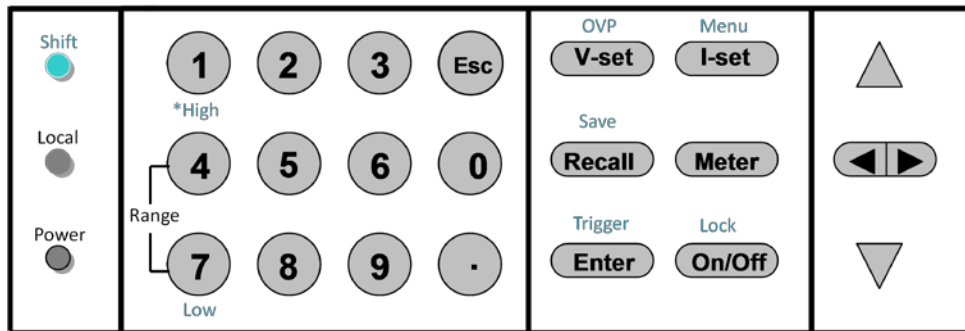 Shift
Local
Power
1 2 3 Esc
*High
4 5 6 0
Range
7 8 9 .
Low
OVP Menu
V-set I-set
Save
Recall Meter
Trigger Lock
Enter On/Off